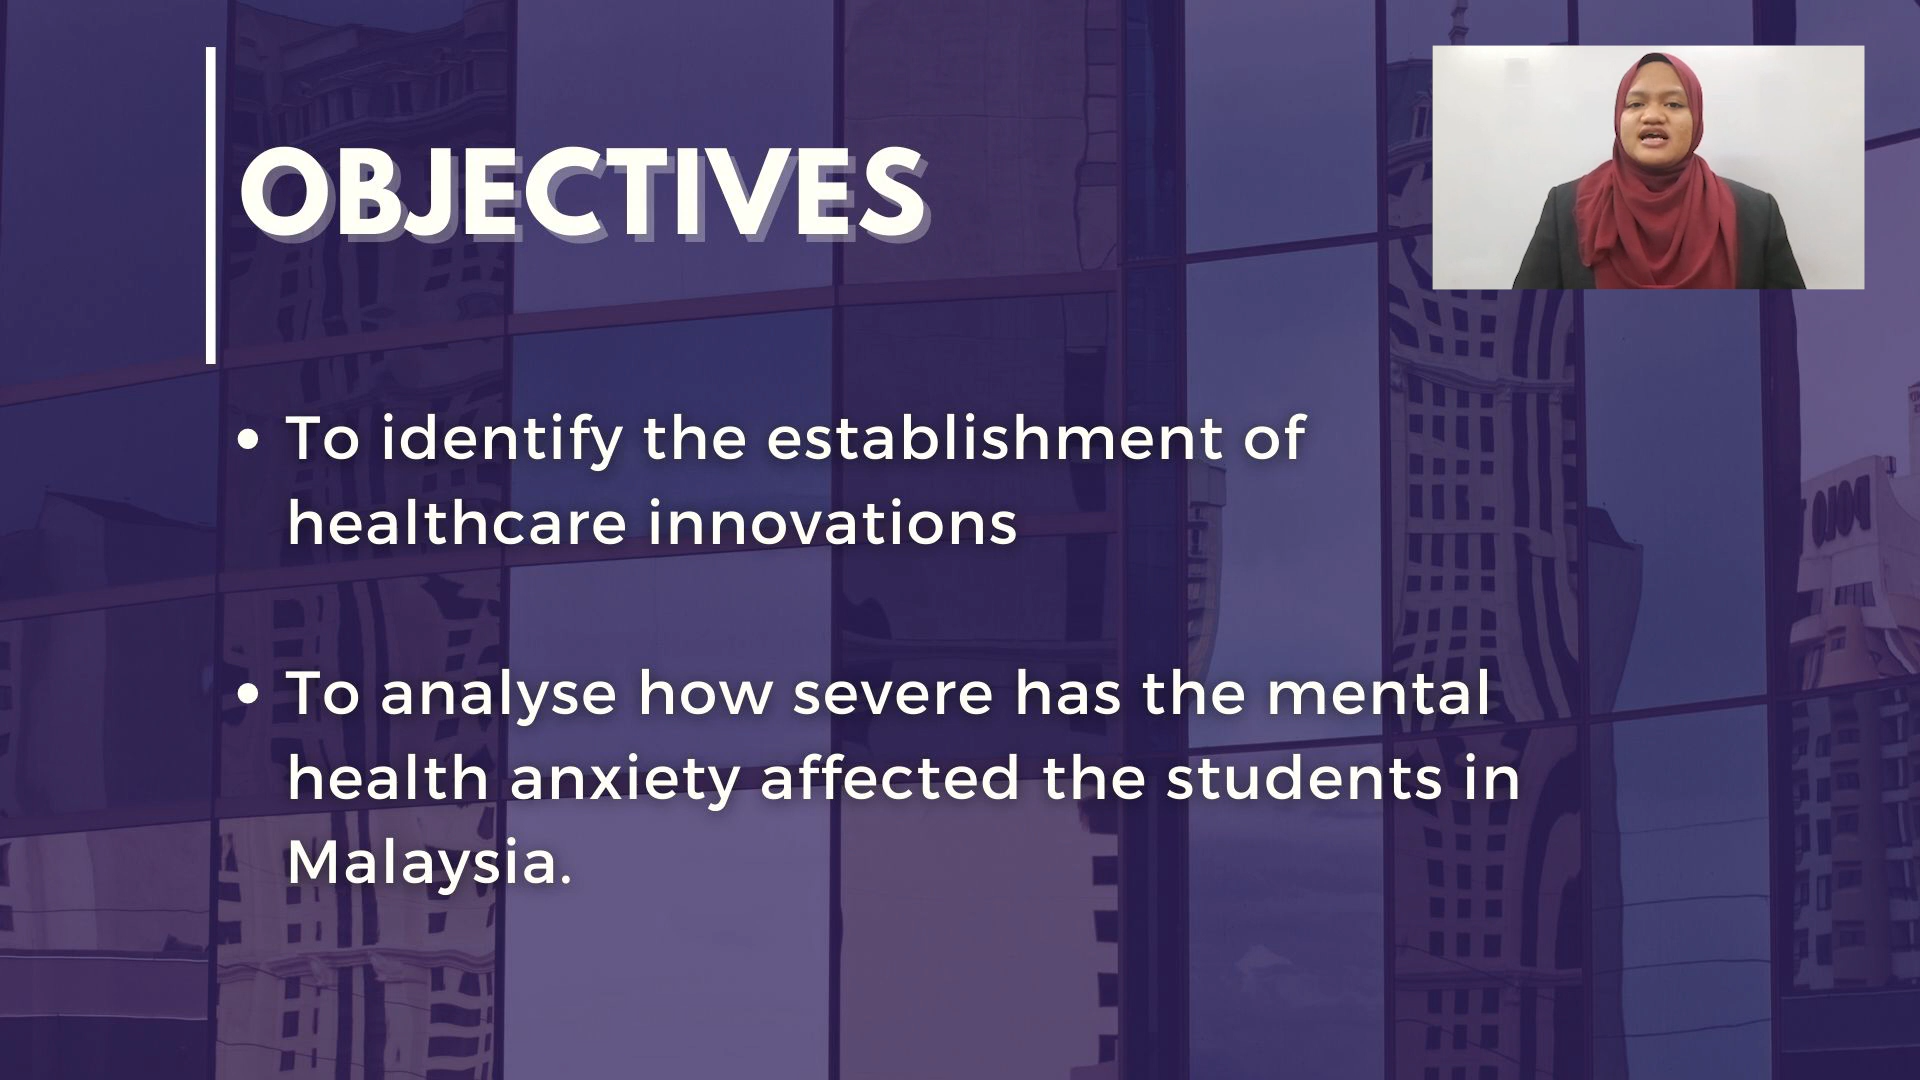 OBJECTIVES
• To identify the establishment of
healthcare innovations
• To analyse how severe has the mental
health anxiety affected the students in
Malaysia.